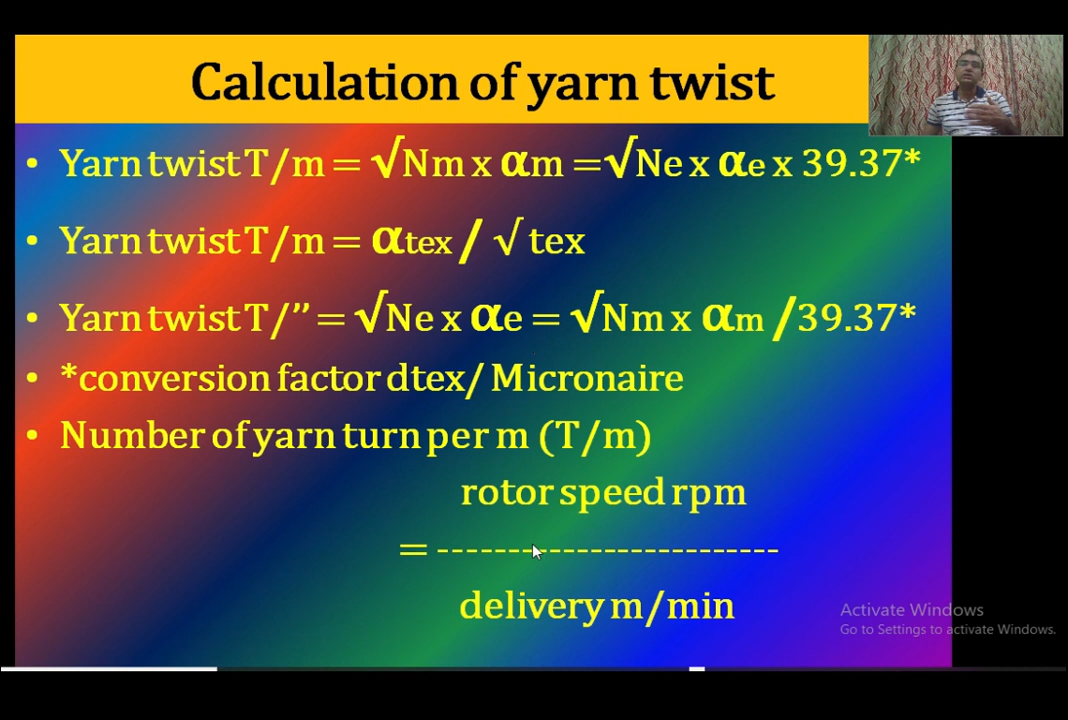 Calculation of yarn twist
• Yarn twist T/m = √Nm x αm =√Ne x αe x 39.37*
• Yarn twist T/m = αtex / √ tex
• Yarn twist T/” = √Ne x αe = √Nm x αm /39.37*
• *conversion factor dtex/ Micronaire
• Number of yarn turn per m (T/m)
rotor speed rpm
= -------------------------
delivery m/min
Activate Windows
Go to Settings to activate Windows.